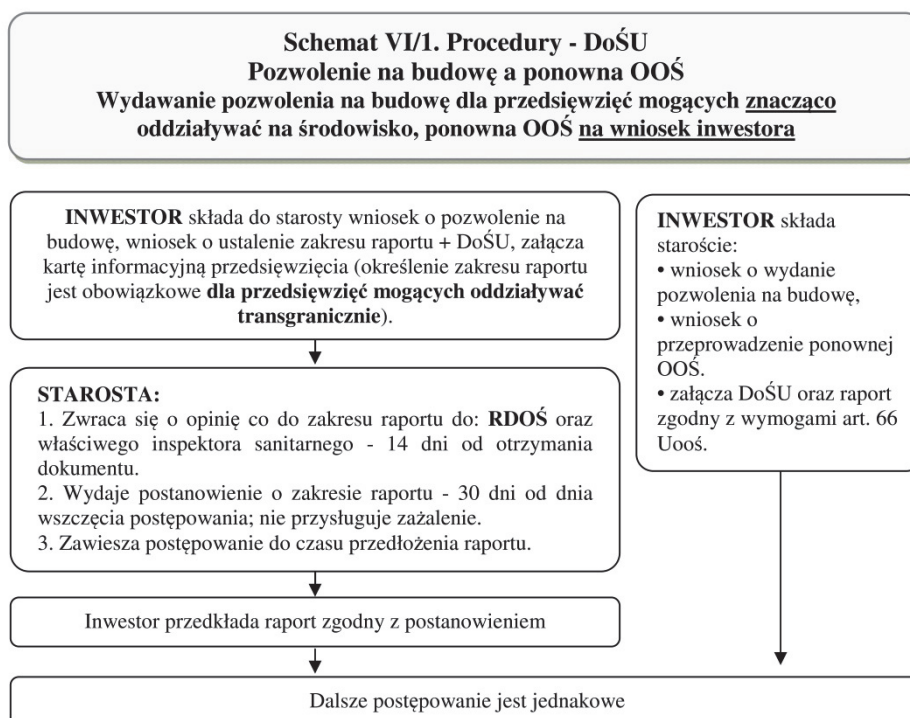 Schemat VI/1. Procedury - DoŚU
Pozwolenie na budowę a ponowna OOŚ
Wydawanie pozwolenia na budowę dla przedsięwzięć mogących znacząco
oddziaływać na środowisko, ponowna OOŚ na wniosek inwestora
INWESTOR składa do starosty wniosek o pozwolenie na
budowę, wniosek o ustalenie zakresu raportu + DoŚU, załącza
kartę informacyjną przedsięwzięcia (określenie zakresu raportu
jest obowiązkowe dla przedsięwzięć mogących oddziaływać
transgranicznie).
STAROSTA:
1. Zwraca się o opinię co do zakresu raportu do: RDOŚ oraz
właściwego inspektora sanitarnego - 14 dni od otrzymania
dokumentu.
2. Wydaje postanowienie o zakresie raportu - 30 dni od dnia
wszczęcia postępowania; nie przysługuje zażalenie.
3. Zawiesza postępowanie do czasu przedłożenia raportu.
Inwestor przedkłada raport zgodny z postanowieniem
INWESTOR składa
staroście:
• wniosek o wydanie
pozwolenia na budowę,
• wniosek o
przeprowadzenie ponownej
OOŚ.
• załącza DoŚU oraz raport
zgodny z wymogami art. 66
Uooś.
Dalsze postępowanie jest jednakowe